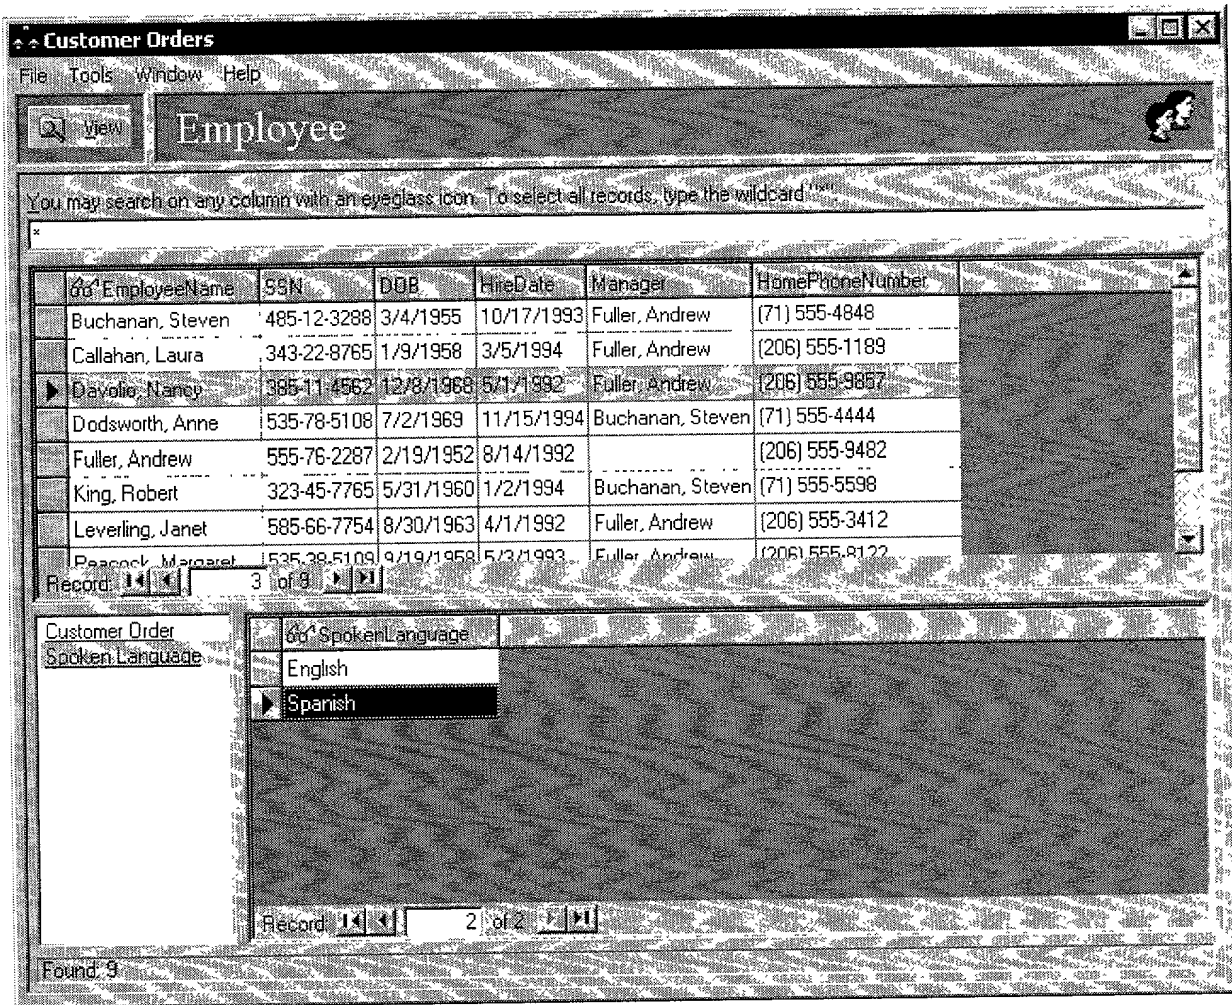 Customer Orders
File Tools Window Help
View
Employee
You may search on any column with an eyeglass icon. To select all records, type the wildcard "*".
*
EmployeeName SSN DOB HireDate Manager HomePhoneNumber
Buchanan, Steven 485-12-3288 3/4/1955 10/17/1993 Fuller, Andrew (71) 555-4848
Callahan, Laura 343-22-8765 1/9/1958 3/5/1994 Fuller, Andrew (206) 555-1189
Davolio, Nancy 385-11-4562 12/8/1968 5/1/1992 Fuller, Andrew (206) 555-9857
Dodsworth, Anne 535-78-5108 7/2/1969 11/15/1994 Buchanan, Steven (71) 555-4444
Fuller, Andrew 555-76-2287 2/19/1952 8/14/1992 (206) 555-9482
King, Robert 323-45-7765 5/31/1960 1/2/1994 Buchanan, Steven (71) 555-5598
Leverling, Janet 585-66-7754 8/30/1963 4/1/1992 Fuller, Andrew (206) 555-3412
Peacock, Margaret 535-38-5109 9/19/1958 5/3/1993 Fuller, Andrew (206) 555-8122
Record: 3 of 9
Customer Order
Spoken Language
SpokenLanguage
English
Spanish
Record: 2 of 2
Found: 9